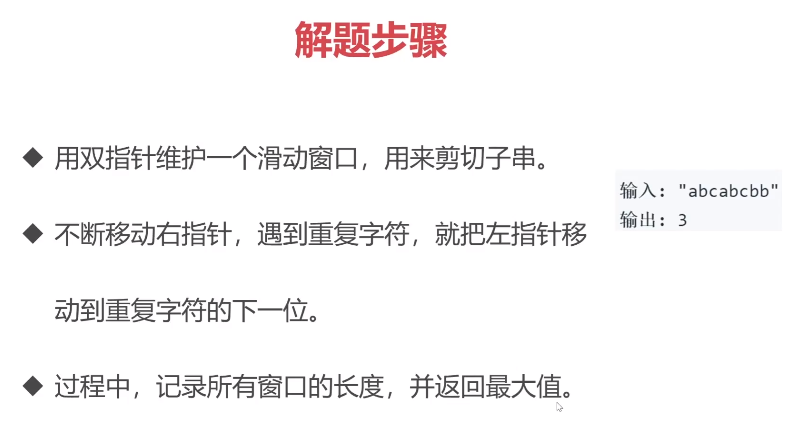 解题步骤
◆ 用双指针维护一个滑动窗口，用来剪切子串。
◆ 不断移动右指针，遇到重复字符，就把左指针移
动到重复字符的下一位。
◆ 过程中，记录所有窗口的长度，并返回最大值。
输入: "abcabcbb"
输出: 3